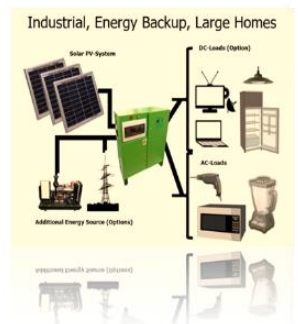 Industrial, Energy Backup, Large Homes
Solar PV-System
DC-Loads (Option)
AC-Loads
Additional Energy Source (Options)